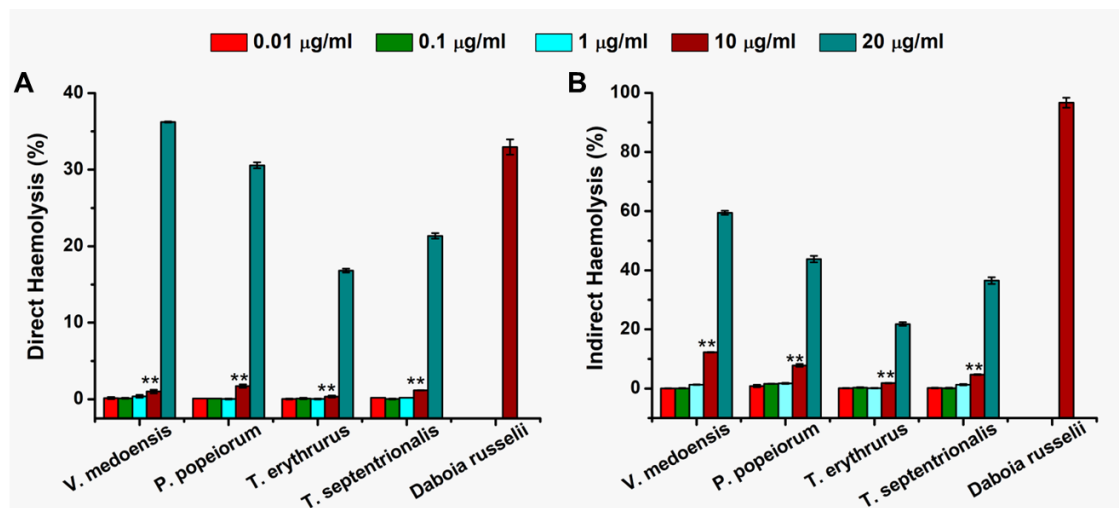 0.01 μg/ml 0.1 μg/ml 1 μg/ml 10 μg/ml 20 μg/ml
A
Direct Haemolysis (%)
40
30
20
10
0
**
**
**
**
V. medoensis
P. popeiorum
T. erythrurus
T. septentrionalis
Daboia russelii
B
Indirect Haemolysis (%)
100
80
60
40
20
0
**
**
**
**
V. medoensis
P. popeiorum
T. erythrurus
T. septentrionalis
Daboia russelii